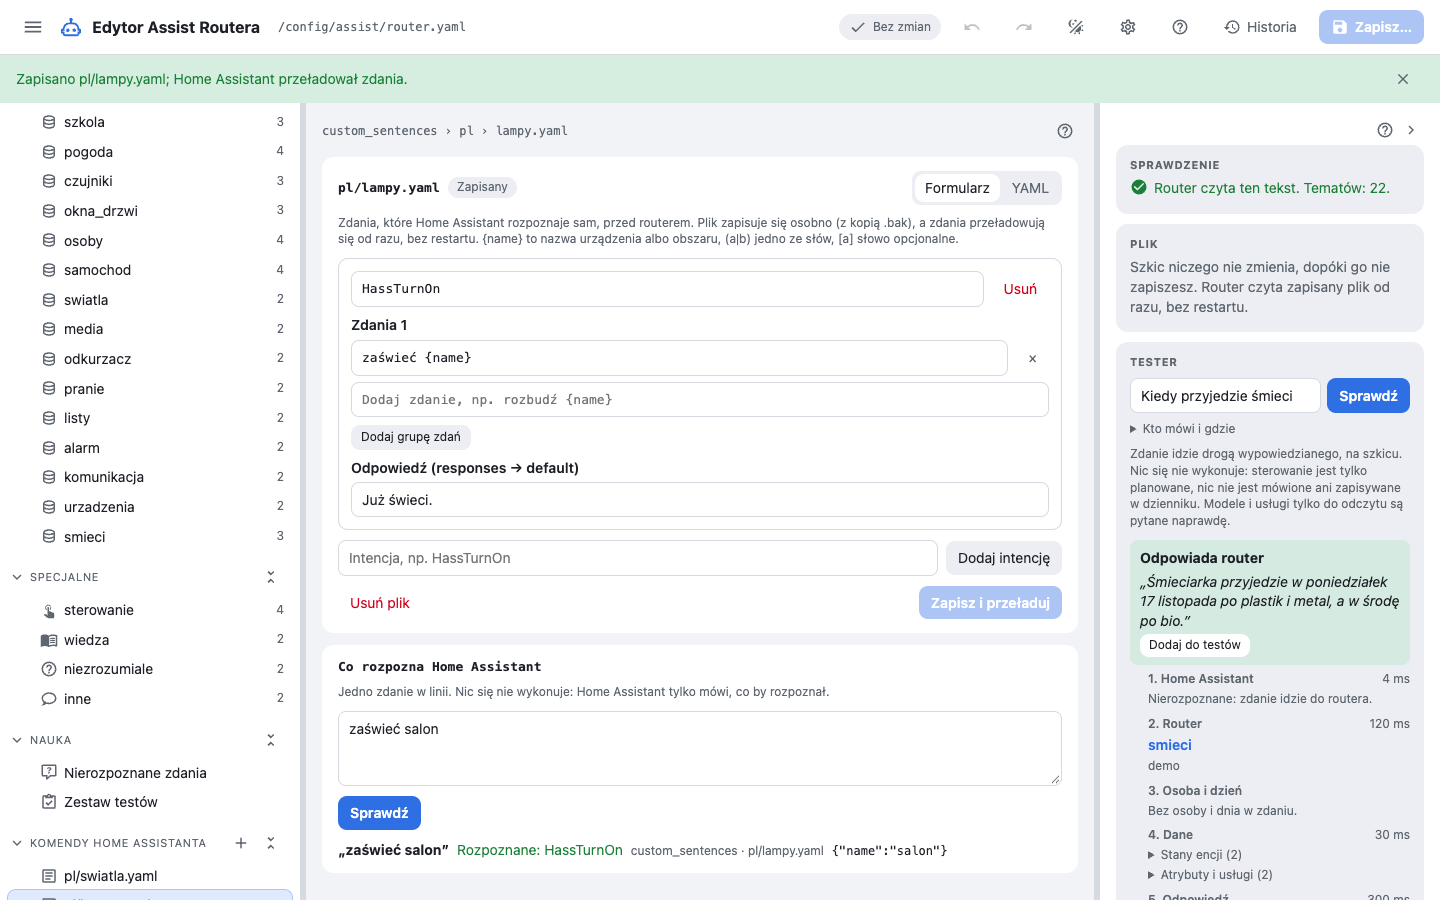 Edytor Assist Routera
/config/assist/router.yaml
Bez zmian
Historia
Zapisz...
Zapisano pl/lampy.yaml; Home Assistant przeładował zdania.
szkola 3
pogoda 4
czujniki 3
okna_drzwi 3
osoby 4
samochod 4
swiatla 2
media 2
odkurzacz 2
pranie 2
listy 2
alarm 2
komunikacja 2
urzadzenia 2
smieci 3
SPECJALNE
sterowanie 4
wiedza 2
niezrozumiale 2
inne 2
NAUKA
Nierozpoznane zdania
Zestaw testów
KOMENDY HOME ASSISTANTA
pl/swiatla.yaml
custom_sentences › pl › lampy.yaml
pl/lampy.yaml Zapisany
Formularz YAML
Zdania, które Home Assistant rozpoznaje sam, przed routerem. Plik zapisuje się osobno (z kopią .bak), a zdania przeładowują
się od razu, bez restartu. {name} to nazwa urządzenia albo obszaru, (a|b) jedno ze słów, [a] słowo opcjonalne.
HassTurnOn
Usuń
Zdania 1
zaświeć {name}
×
Dodaj zdanie, np. rozbudź {name}
Dodaj grupę zdań
Odpowiedź (responses → default)
Już świeci.
Intencja, np. HassTurnOn
Dodaj intencję
Usuń plik
Zapisz i przeładuj
Co rozpozna Home Assistant
Jedno zdanie w linii. Nic się nie wykonuje: Home Assistant tylko mówi, co by rozpoznał.
zaświeć salon
Sprawdź
„zaświeć salon” Rozpoznane: HassTurnOn custom_sentences · pl/lampy.yaml {"name":"salon"}
SPRAWDZENIE
Router czyta ten tekst. Tematów: 22.
PLIK
Szkic niczego nie zmienia, dopóki go nie
zapiszesz. Router czyta zapisany plik od
razu, bez restartu.
TESTER
Kiedy przyjedzie śmieci
Sprawdź
Kto mówi i gdzie
Zdanie idzie drogą wypowiedzianego, na szkicu.
Nic się nie wykonuje: sterowanie jest tylko
planowane, nic nie jest mówione ani zapisywane
w dzienniku. Modele i usługi tylko do odczytu są
pytane naprawdę.
Odpowiada router
„Śmieciarka przyjedzie w poniedziałek
17 listopada po plastik i metal, a w środę
po bio.”
Dodaj do testów
1. Home Assistant 4 ms
Nierozpoznane: zdanie idzie do routera.
2. Router 120 ms
smieci
demo
3. Osoba i dzień
Bez osoby i dnia w zdaniu.
4. Dane 30 ms
Stany encji (2)
Atrybuty i usługi (2)
5. Odpowiedź 300 ms